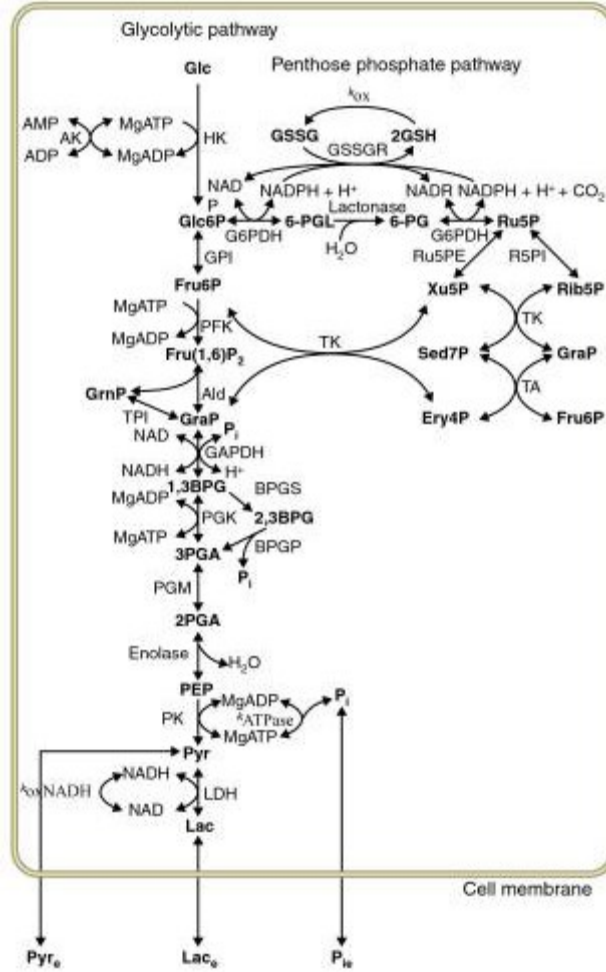 Glycolytic pathway
Penthose phosphate pathway
Glc
kox
GSSG
2GSH
GSSGR
AMP
MgATP
AK
HK
ADP
MgADP
NAD
P
NADPH + H+
NADR
NADPH + H+ + CO2
Lactonase
Glc6P
6-PGL
6-PG
Ru5P
G6PDH
H2O
G6PDH
GPI
Ru5PE
R5PI
Fru6P
Xu5P
Rib5P
MgATP
PFK
MgADP
TK
TK
Fru(1,6)P2
Sed7P
GraP
GrnP
Ald
TA
TPI
GraP
Ery4P
Fru6P
NAD
Pi
GAPDH
NADH
H+
1,3BPG
BPGS
MgADP
PGK
2,3BPG
MgATP
BPGP
3PGA
Pi
PGM
2PGA
Enolase
H2O
PEP
MgADP
Pi
PK
kATPase
MgATP
Pyr
NADH
koxNADH
LDH
NAD
Lac
Cell membrane
Pyre
Lace
Pie